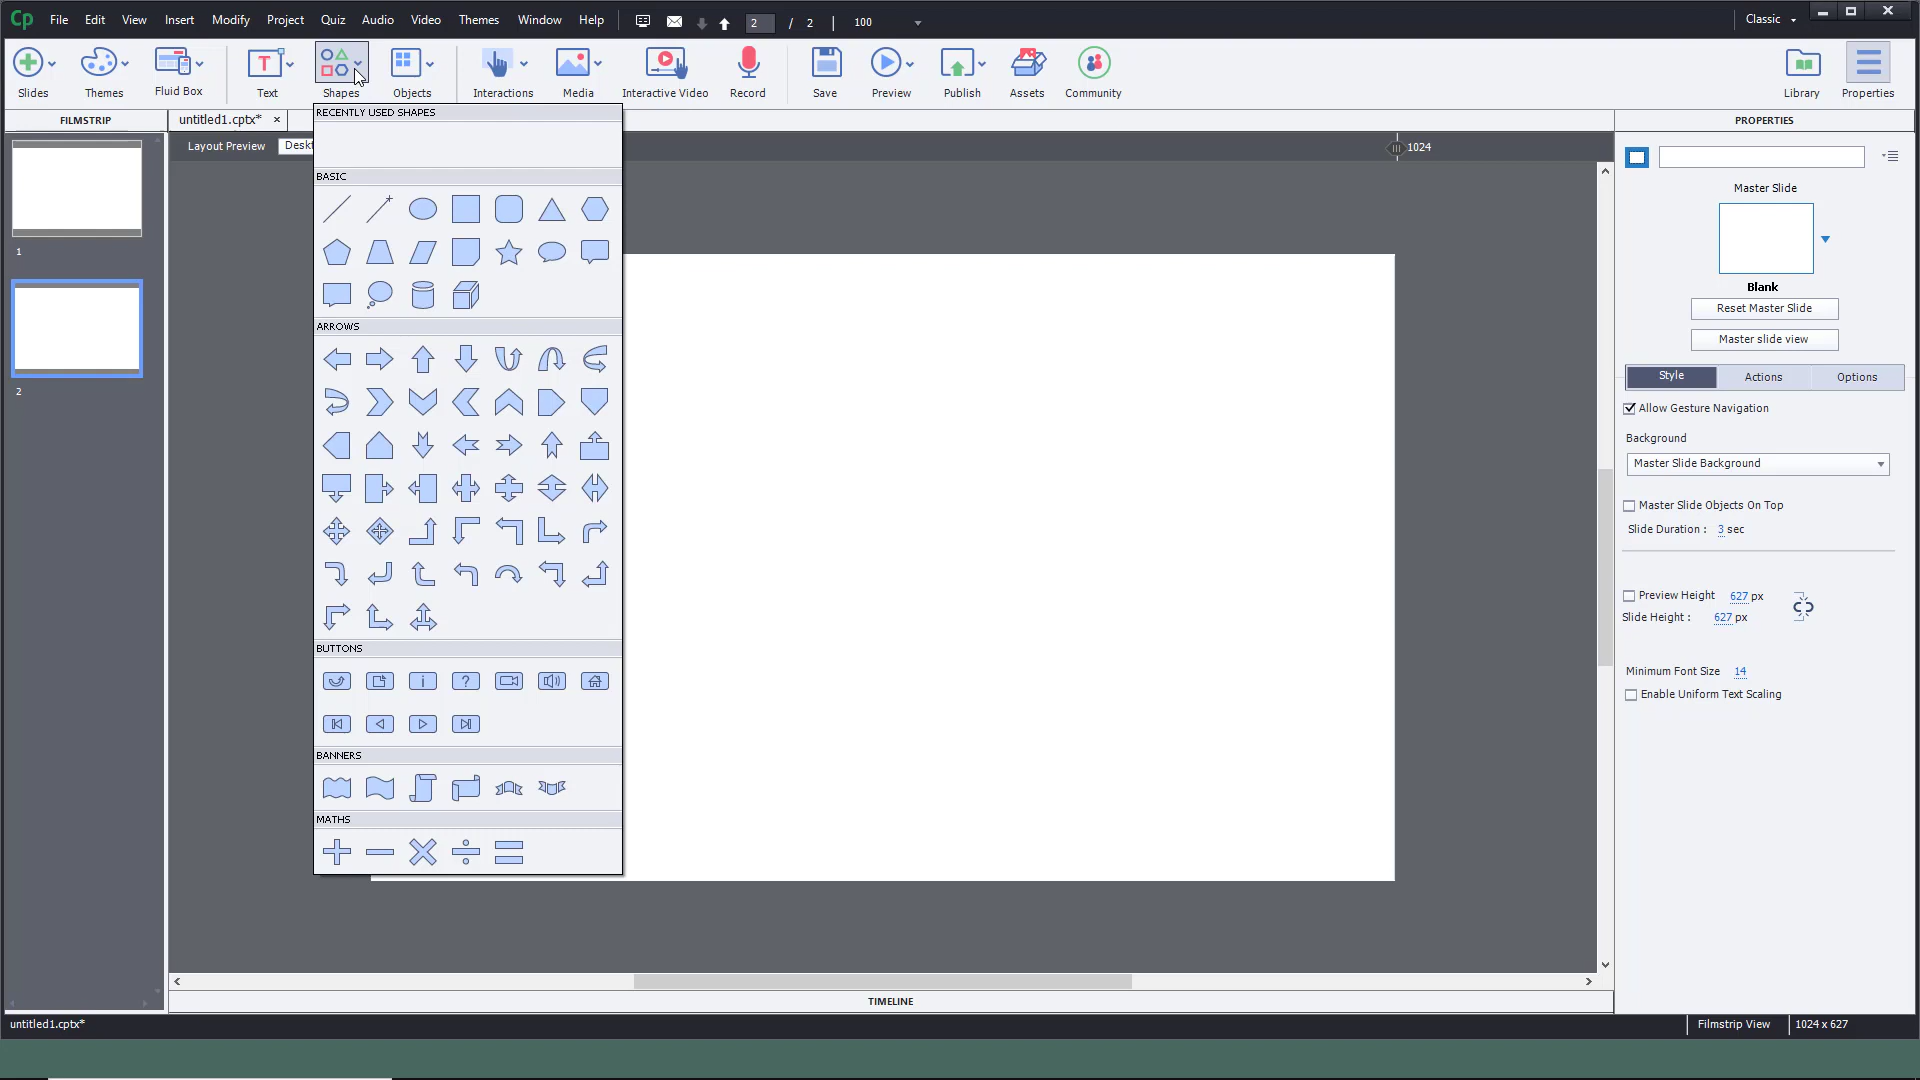 Cp File Edit View Insert Modify Project Quiz Audio Video Themes Window Help 2 / 2 100 Classic
Slides Themes Fluid Box Text Shapes Objects Interactions Media Interactive Video Record Save Preview Publish Assets Community Library Properties
FILMSTRIP untitled1.cptx* × PROPERTIES
RECENTLY USED SHAPES
Layout Preview Deskt 1024
BASIC
Master Slide
1
Blank
Reset Master Slide
ARROWS
Master slide view
Style Actions Options
2
Allow Gesture Navigation
Background
Master Slide Background
Master Slide Objects On Top
Slide Duration : 3 sec
Preview Height 627 px
Slide Height : 627 px
BUTTONS
Minimum Font Size 14
Enable Uniform Text Scaling
BANNERS
MATHS
TIMELINE
untitled1.cptx* Filmstrip View 1024 x 627